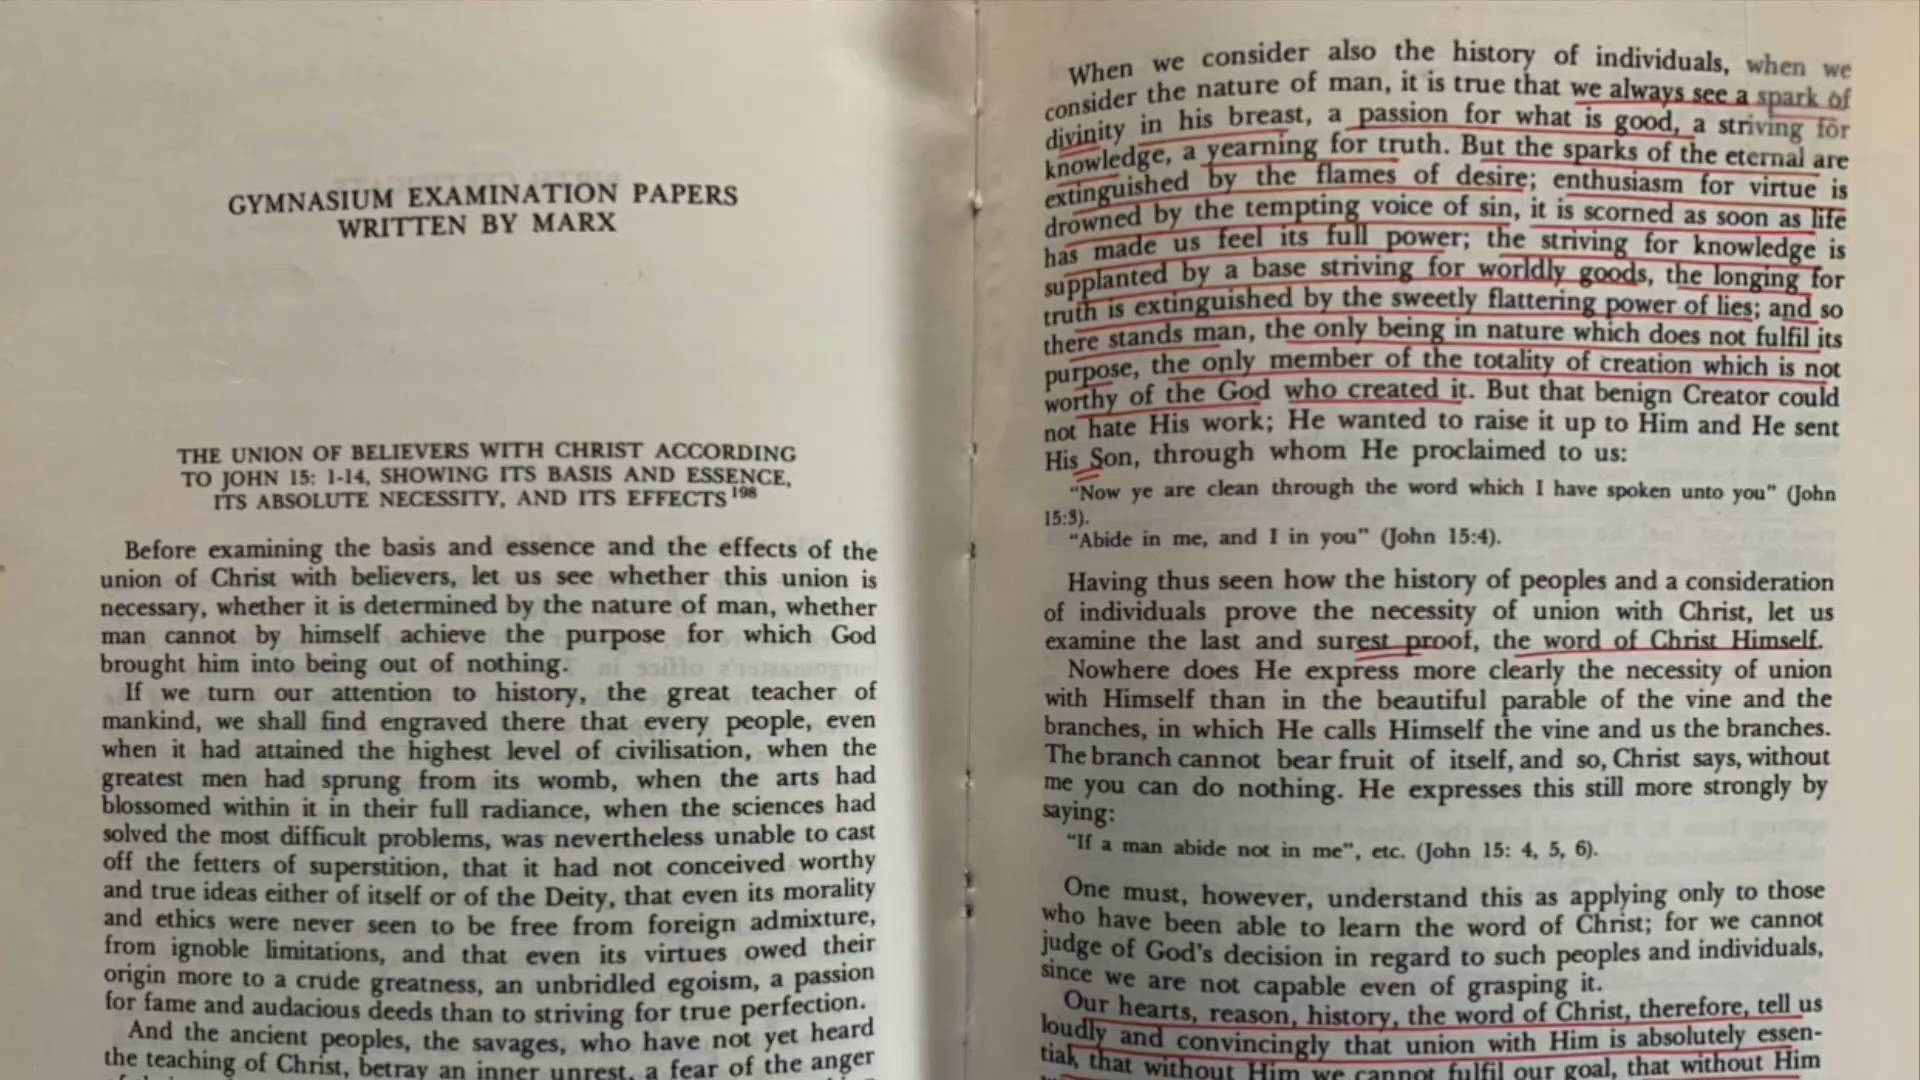 GYMNASIUM EXAMINATION PAPERS
WRITTEN BY MARX
THE UNION OF BELIEVERS WITH CHRIST ACCORDING
TO JOHN 15: 1-14, SHOWING ITS BASIS AND ESSENCE,
ITS ABSOLUTE NECESSITY, AND ITS EFFECTS 198
Before examining the basis and essence and the effects of the
union of Christ with believers, let us see whether this union is
necessary, whether it is determined by the nature of man, whether
man cannot by himself achieve the purpose for which God
brought him into being out of nothing.
If we turn our attention to history, the great teacher of
mankind, we shall find engraved there that every people, even
when it had attained the highest level of civilisation, when the
greatest men had sprung from its womb, when the arts had
blossomed within it in their full radiance, when the sciences had
solved the most difficult problems, was nevertheless unable to cast
off the fetters of superstition, that it had not conceived worthy
and true ideas either of itself or of the Deity, that even its morality
and ethics were never seen to be free from foreign admixture,
from ignoble limitations, and that even its virtues owed their
origin more to a crude greatness, an unbridled egoism, a passion
for fame and audacious deeds than to striving for true perfection.
And the ancient peoples, the savages, who have not yet heard
the teaching of Christ, betray an inner unrest, a fear of the anger
When we consider also the history of individuals, when we
consider the nature of man, it is true that we always see a spark of
divinity in his breast, a passion for what is good, a striving for
knowledge, a yearning for truth. But the sparks of the eternal are
extinguished by the flames of desire; enthusiasm for virtue is
drowned by the tempting voice of sin, it is scorned as soon as life
has made us feel its full power; the striving for knowledge is
supplanted by a base striving for worldly goods, the longing for
truth is extinguished by the sweetly flattering power of lies; and so
there stands man, the only being in nature which does not fulfil its
purpose, the only member of the totality of creation which is not
worthy of the God who created it. But that benign Creator could
not hate His work; He wanted to raise it up to Him and He sent
His Son, through whom He proclaimed to us:
"Now ye are clean through the word which I have spoken unto you" (John
15:3).
"Abide in me, and I in you" (John 15:4).
Having thus seen how the history of peoples and a consideration
of individuals prove the necessity of union with Christ, let us
examine the last and surest proof, the word of Christ Himself.
Nowhere does He express more clearly the necessity of union
with Himself than in the beautiful parable of the vine and the
branches, in which He calls Himself the vine and us the branches.
The branch cannot bear fruit of itself, and so, Christ says, without
me you can do nothing. He expresses this still more strongly by
saying:
"If a man abide not in me", etc. (John 15: 4, 5, 6).
One must, however, understand this as applying only to those
who have been able to learn the word of Christ; for we cannot
judge of God's decision in regard to such peoples and individuals,
since we are not capable even of grasping it.
Our hearts, reason, history, the word of Christ, therefore, tell us
loudly and convincingly that union with Him is absolutely essen-
tial, that without Him we cannot fulfil our goal, that without Him